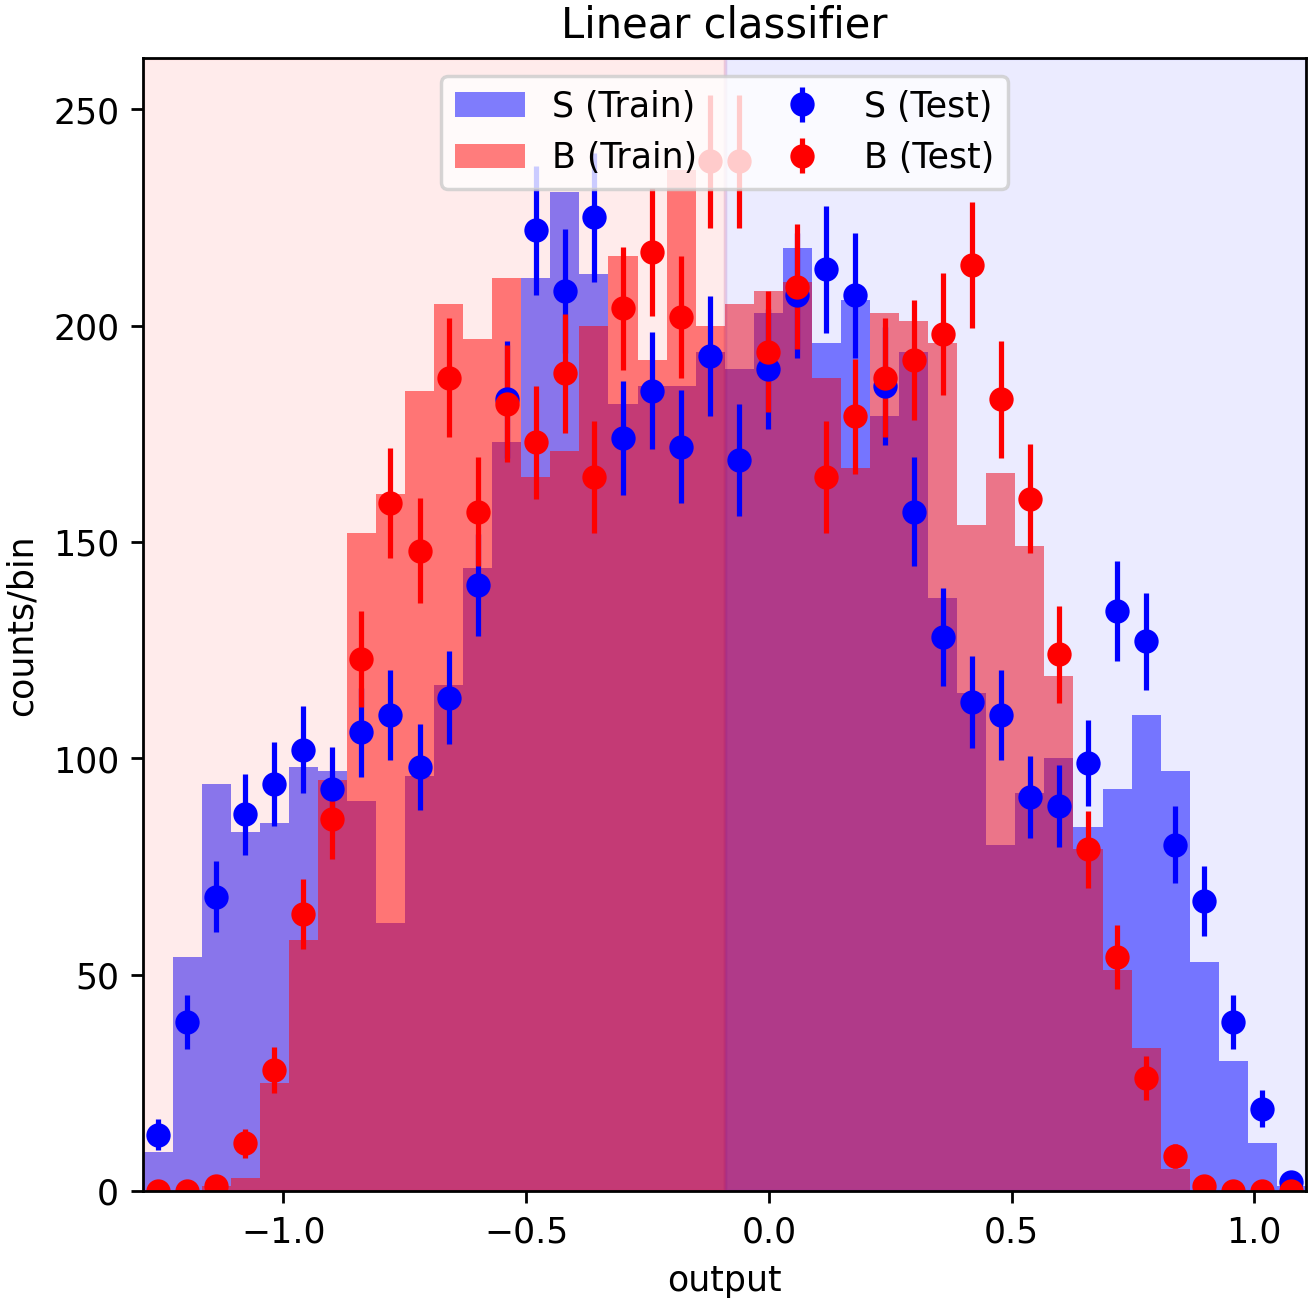 Linear classifier
S (Train)
S (Test)
B (Train)
B (Test)
250
200
150
100
50
0
counts/bin
−1.0
−0.5
0.0
0.5
1.0
output